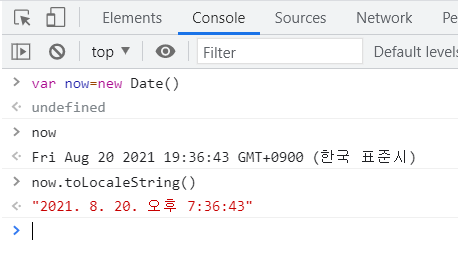 Elements Console Sources Network Pe
top Filter Default levels
> var now=new Date()
undefined
> now
Fri Aug 20 2021 19:36:43 GMT+0900 (한국 표준시)
> now.toLocaleString()
"2021. 8. 20. 오후 7:36:43"
>